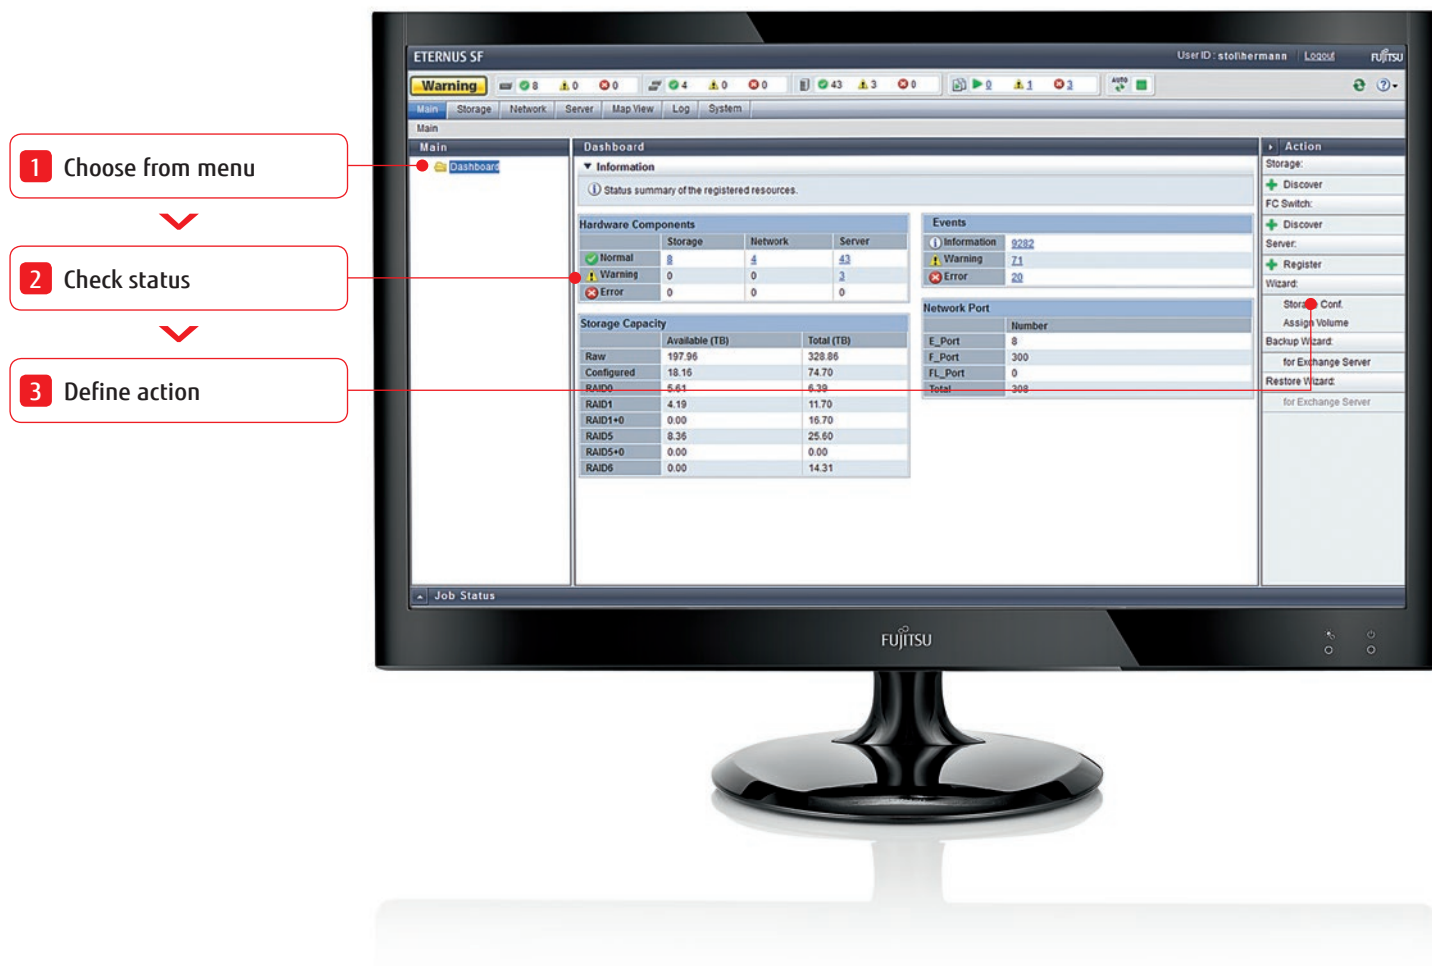 1 Choose from menu
2 Check status
3 Define action
ETERNUS SF
User ID : stollhermann Logout FUJITSU
Warning 8 0 0 4 0 0 43 3 0 0 1 3 AUTO
Main Storage Network Server Map View Log System
Main
Main
Dashboard
Dashboard
Information
Status summary of the registered resources.
Hardware Components
Storage Network Server
Normal 8 4 43
Warning 0 0 3
Error 0 0 0
Storage Capacity
Available (TB) Total (TB)
Raw 197.96 328.86
Configured 18.16 74.70
RAID0 5.61 6.39
RAID1 4.19 11.70
RAID1+0 0.00 16.70
RAID5 8.36 25.60
RAID5+0 0.00 0.00
RAID6 0.00 14.31
Events
Information 9282
Warning 71
Error 20
Network Port
Number
E_Port 8
F_Port 300
FL_Port 0
Total 308
Action
Storage:
Discover
FC Switch:
Discover
Server:
Register
Wizard:
Storage Conf.
Assign Volume
Backup Wizard:
for Exchange Server
Restore Wizard:
for Exchange Server
Job Status
FUJITSU